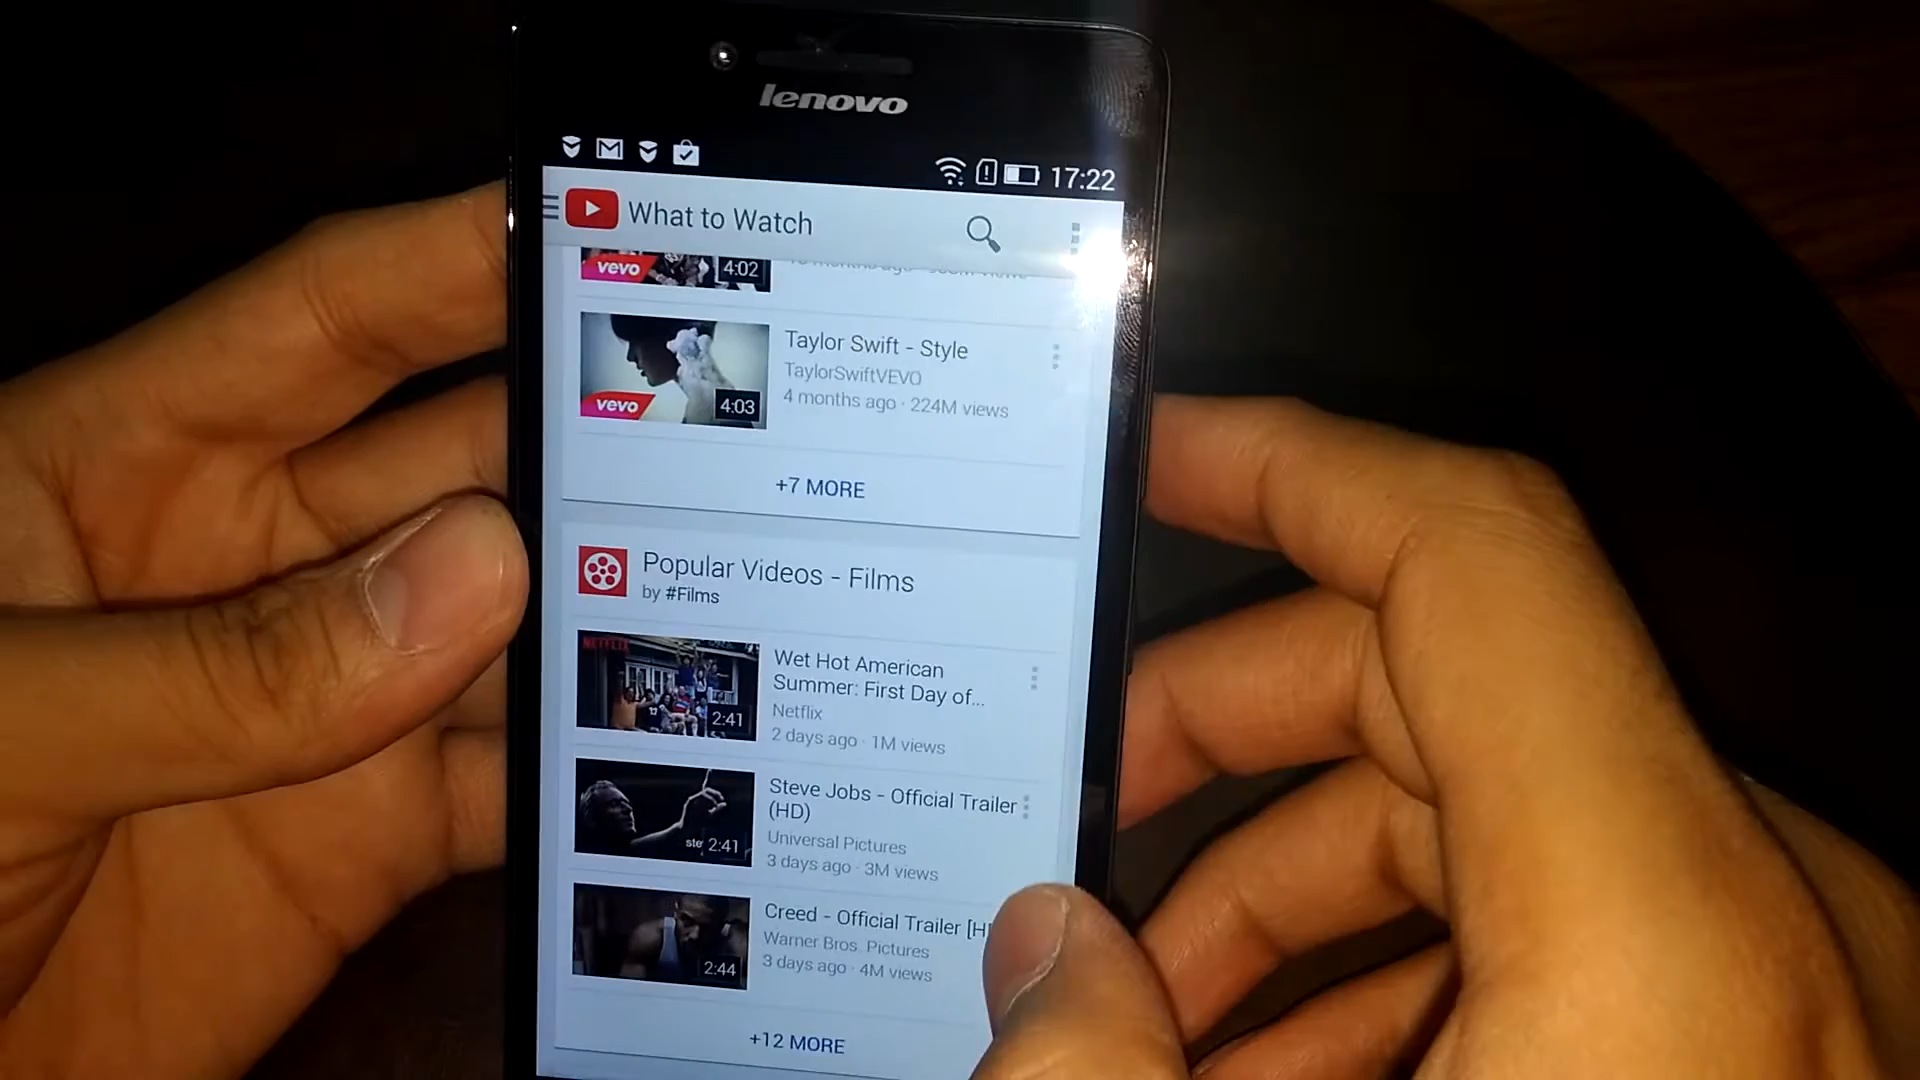 lenovo
17:22
What to Watch
vevo
4:02
Taylor Swift - Style
TaylorSwiftVEVO
4 months ago · 224M views
vevo
4:03
+7 MORE
Popular Videos - Films
by #Films
NETFLIX
Wet Hot American
Summer: First Day of...
Netflix
2 days ago · 1M views
2:41
Steve Jobs - Official Trailer
(HD)
Universal Pictures
3 days ago · 3M views
ste 2:41
Creed - Official Trailer
Warner Bros. Pictures
3 days ago · 4M views
2:44
+12 MORE